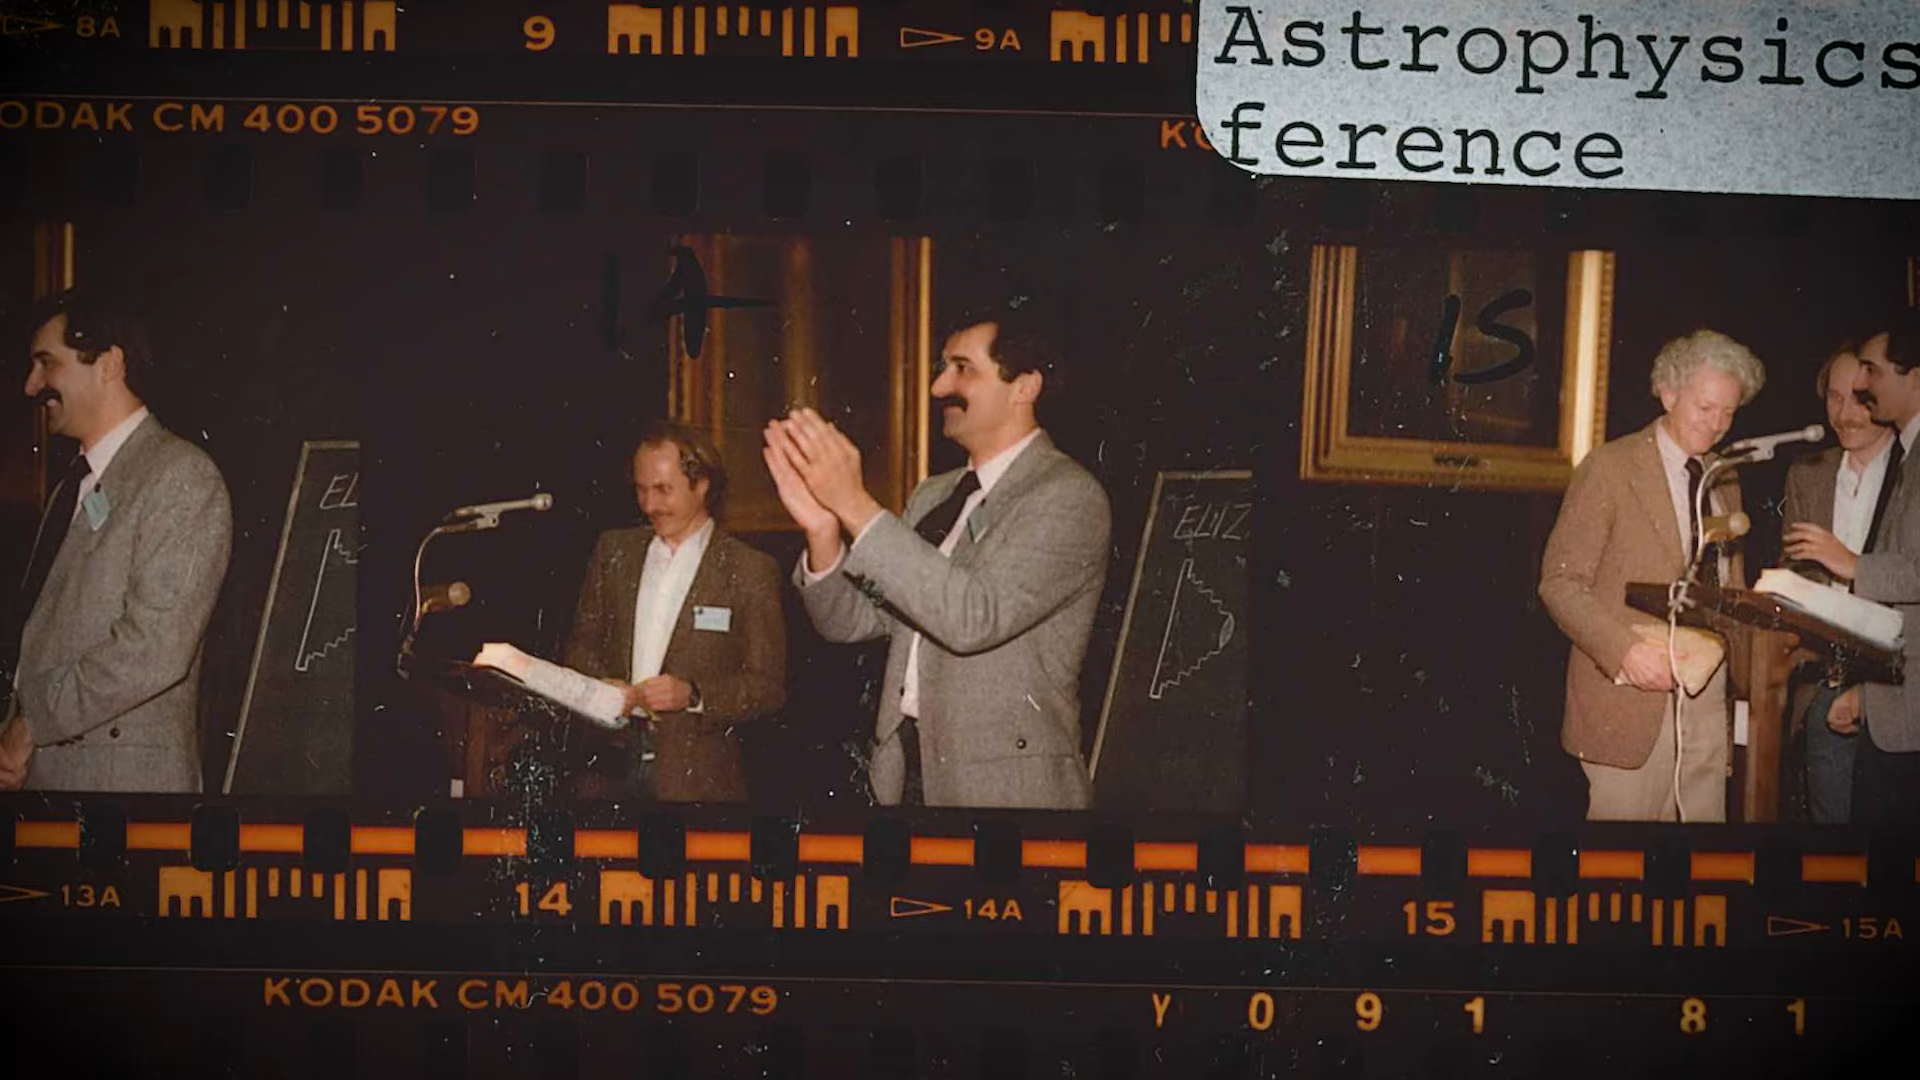 8A 9 9A
Astrophysics
ference
KODAK CM 400 5079
14
15
ELIZ
13A 14 14A 15 15A
KODAK CM 400 5079
Y 0 9 1 8 1